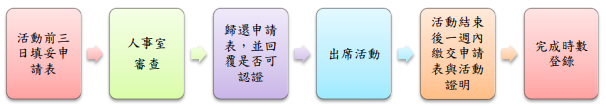 活動前三
日填妥申
請表
人事室
審查
歸還申請
表，並回
覆是否可
認證
出席活動
活動結束
後一週內
繳交申請
表與活動
證明
完成時數
登錄